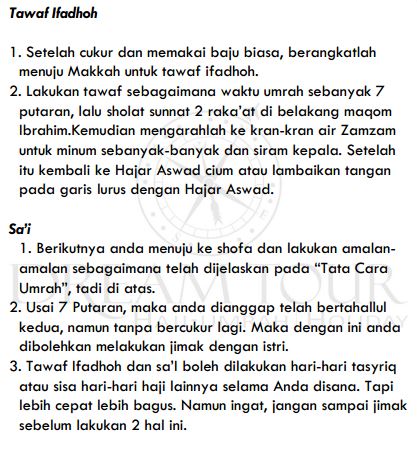 Tawaf Ifadhoh
1. Setelah cukur dan memakai baju biasa, berangkatlah
menuju Makkah untuk tawaf ifadhoh.
2. Lakukan tawaf sebagaimana waktu umrah sebanyak 7
putaran, lalu sholat sunnat 2 raka'at di belakang maqom
Ibrahim.Kemudian mengarahlah ke kran-kran air Zamzam
untuk minum sebanyak-banyak dan siram kepala. Setelah
itu kembali ke Hajar Aswad cium atau lambaikan tangan
pada garis lurus dengan Hajar Aswad.
Sa'i
1. Berikutnya anda menuju ke shofa dan lakukan amalan-
amalan sebagaimana telah dijelaskan pada “Tata Cara
Umrah”, tadi di atas.
2. Usai 7 Putaran, maka anda dianggap telah bertahallul
kedua, namun tanpa bercukur lagi. Maka dengan ini anda
dibolehkan melakukan jimak dengan istri.
3. Tawaf Ifadhoh dan sa'I boleh dilakukan hari-hari tasyriq
atau sisa hari-hari haji lainnya selama Anda disana. Tapi
lebih cepat lebih bagus. Namun ingat, jangan sampai jimak
sebelum lakukan 2 hal ini.
DREAM TOUR
HOLIDAY